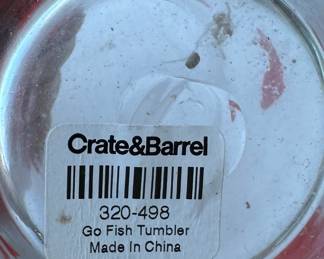 Crate&Barrel
320-498
Go Fish Tumbler
Made In China